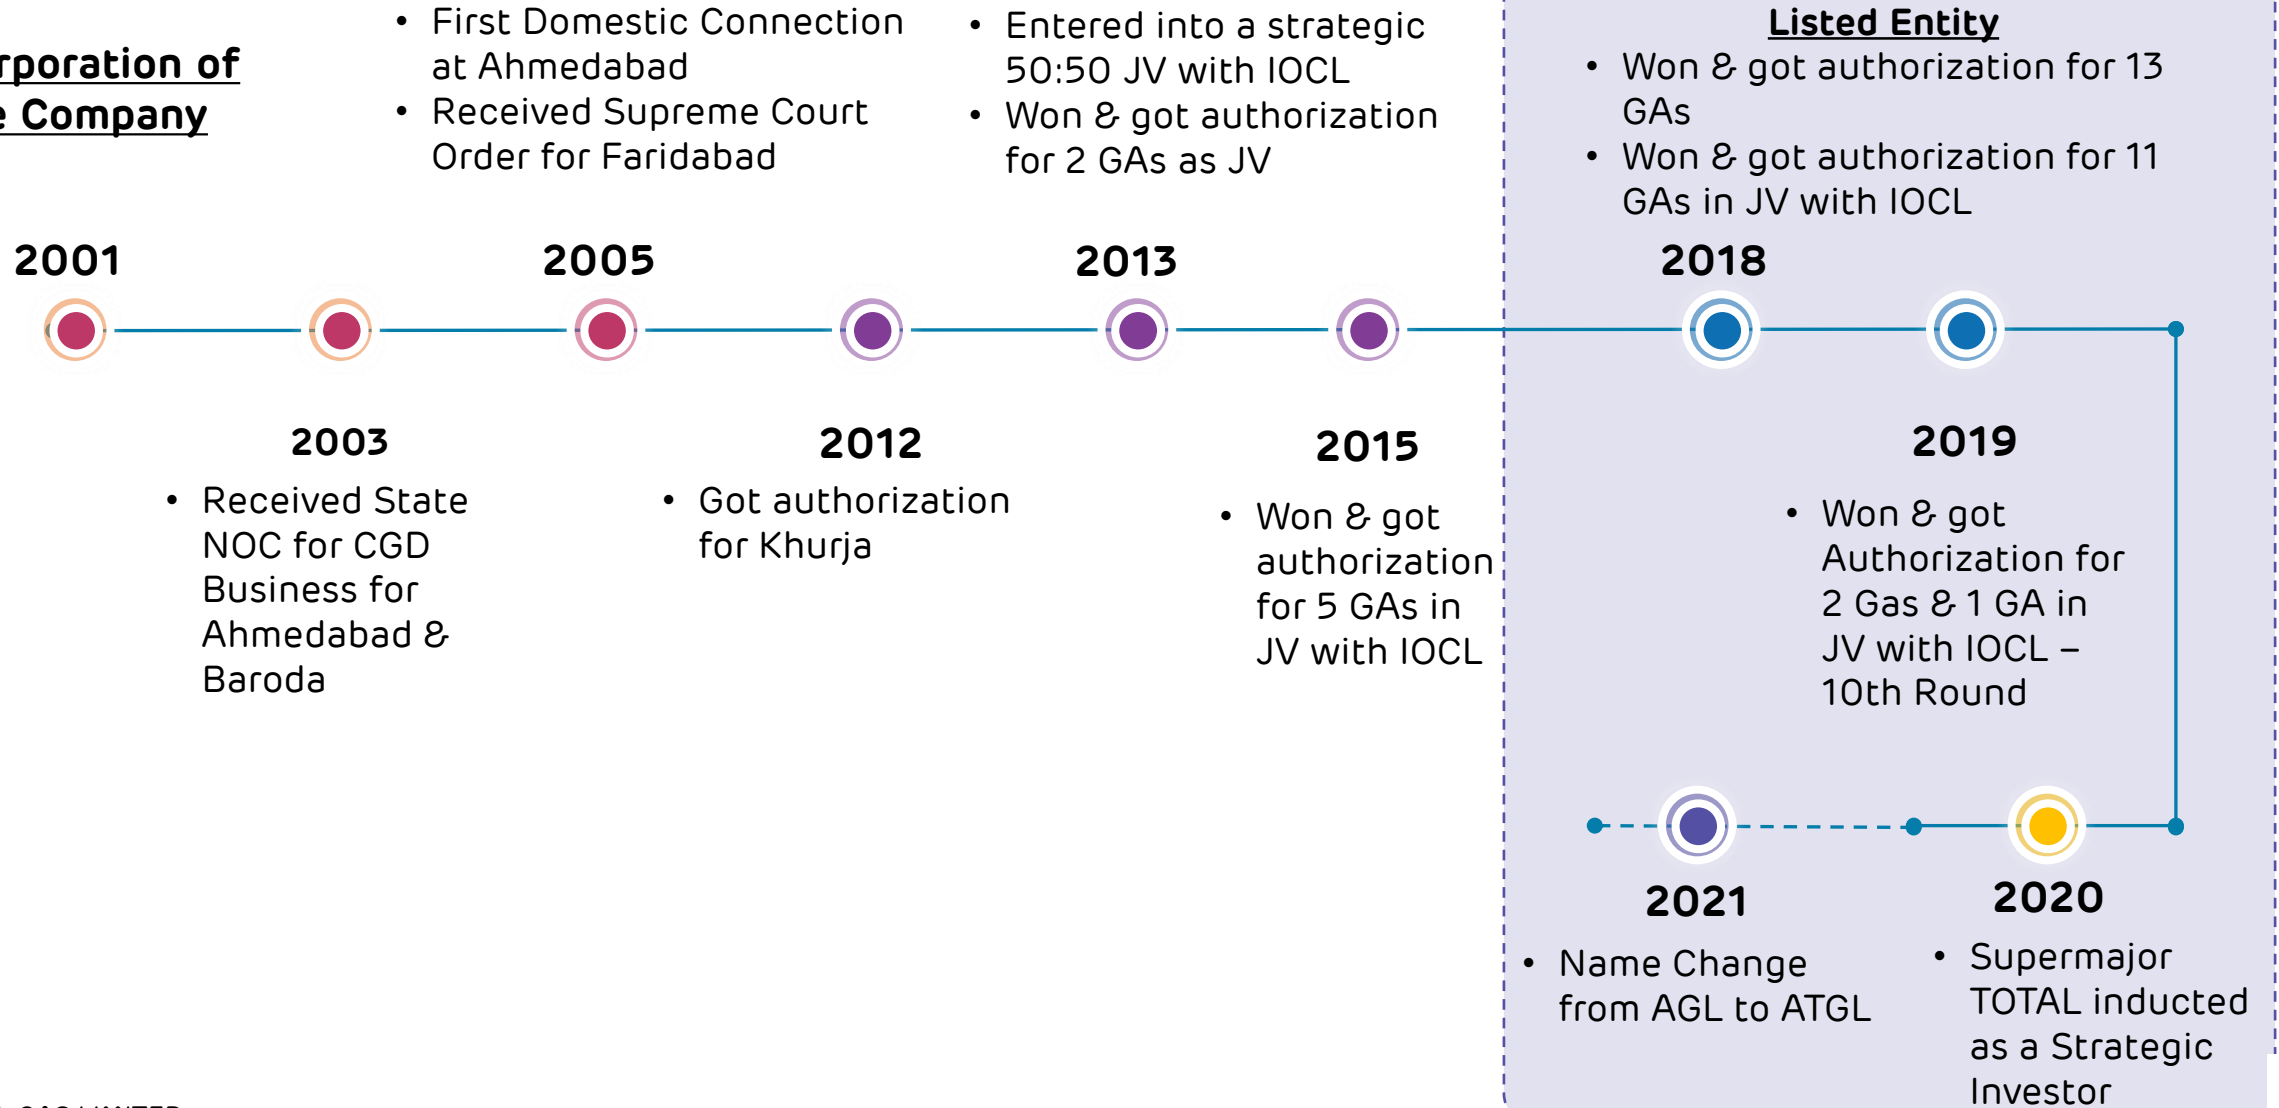 rporation of
e Company
• First Domestic Connection
at Ahmedabad
• Received Supreme Court
Order for Faridabad
• Entered into a strategic
50:50 JV with IOCL
• Won & got authorization
for 2 GAs as JV
Listed Entity
• Won & got authorization for 13
GAs
• Won & got authorization for 11
GAs in JV with IOCL
2001
2005
2013
2018
2003
• Received State
NOC for CGD
Business for
Ahmedabad &
Baroda
2012
• Got authorization
for Khurja
2015
• Won & got
authorization
for 5 GAs in
JV with IOCL
2019
• Won & got
Authorization for
2 Gas & 1 GA in
JV with IOCL –
10th Round
2021
• Name Change
from AGL to ATGL
2020
• Supermajor
TOTAL inducted
as a Strategic
Investor